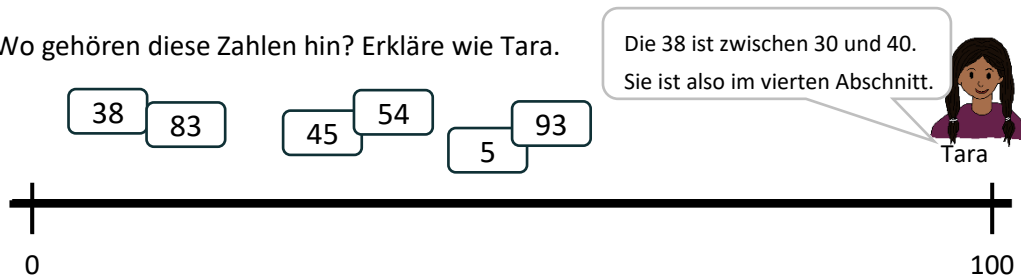 Wo gehören diese Zahlen hin? Erkläre wie Tara.
Die 38 ist zwischen 30 und 40.
Sie ist also im vierten Abschnitt.
Tara
38
83
45
54
5
93
0
100